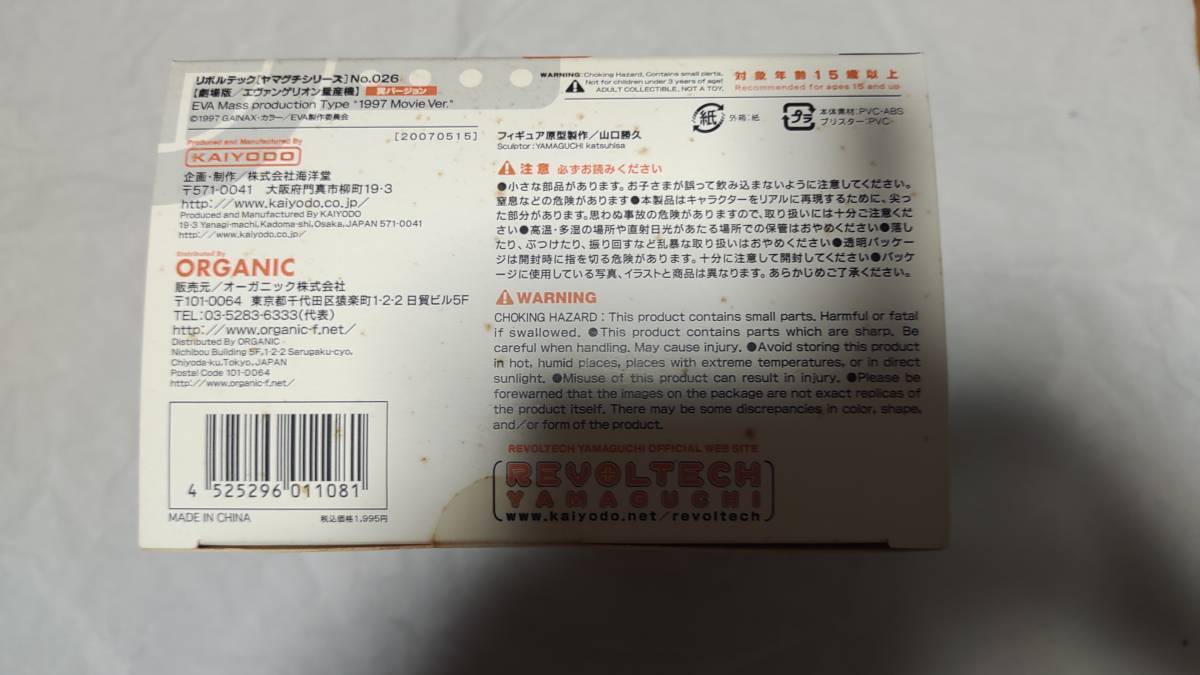 リボルテック[ヤマグチシリーズ]No.026
【劇場版/エヴァンゲリオン量産機】 翼バージョン
EVA Mass production Type "1997 Movie Ver."
©1997 GAINAX・カラー/EVA製作委員会
[20070515]
Produced and Manufactured By
KAIYODO
企画・制作/株式会社海洋堂
〒571-0041 大阪府門真市柳町19-3
http://www.kaiyodo.co.jp/
Produced and Manufactured By KAIYODO
19-3 Yanagi-machi, Kadoma-shi, Osaka, JAPAN 571-0041
http://www.kaiyodo.co.jp/
Distributed By
ORGANIC
販売元/オーガニック株式会社
〒101-0064 東京都千代田区猿楽町1-2-2 日貿ビル5F
TEL:03-5283-6333(代表)
http://www.organic-f.net/
Distributed By ORGANIC
Nichibou Building 5F,1-2-2 Sarugaku-cyo,
Chiyoda-ku,Tokyo,JAPAN
Postal Code 101-0064
http://www.organic-f.net/
4 525296 011081
MADE IN CHINA
税込価格1,995円
WARNING: Choking Hazard. Contains small parts.
Not for children under 3 years of age!
ADULT COLLECTIBLE, NOT A TOY.
対象年齢15歳以上
Recommended for ages 15 and up
紙
外箱:紙
プラ
本体素材:PVC・ABS
ブリスター:PVC
フィギュア原型製作/山口勝久
Sculptor:YAMAGUCHI katsuhisa
注意 必ずお読みください
●小さな部品があります。お子さまが誤って飲み込まないように注意してください。
窒息などの危険があります●本製品はキャラクターをリアルに再現するために、尖っ
た部分があります。思わぬ事故の危険がありますので、取り扱いには十分ご注意くだ
さい●高温・多湿の場所や直射日光があたる場所での保管はおやめください●落し
たり、ぶつけたり、振り回すなど乱暴な取り扱いはおやめください●透明パッケー
ジは開封時に指を切る危険があります。十分に注意して開封してください●パッケ
ージに使用している写真、イラストと商品は異なります。あらかじめご了承ください。
WARNING
CHOKING HAZARD : This product contains small parts. Harmful or fatal
if swallowed. ●This product contains parts which are sharp. Be
careful when handling. May cause injury. ●Avoid storing this product
in hot, humid places, places with extreme temperatures, or in direct
sunlight. ●Misuse of this product can result in injury. ●Please be
forewarned that the images on the package are not exact replicas of
the product itself. There may be some discrepancies in color, shape,
and/or form of the product.
REVOLTECH YAMAGUCHI OFFICIAL WEB SITE
REVOLTECH
YAMAGUCHI
www.kaiyodo.net/revoltech